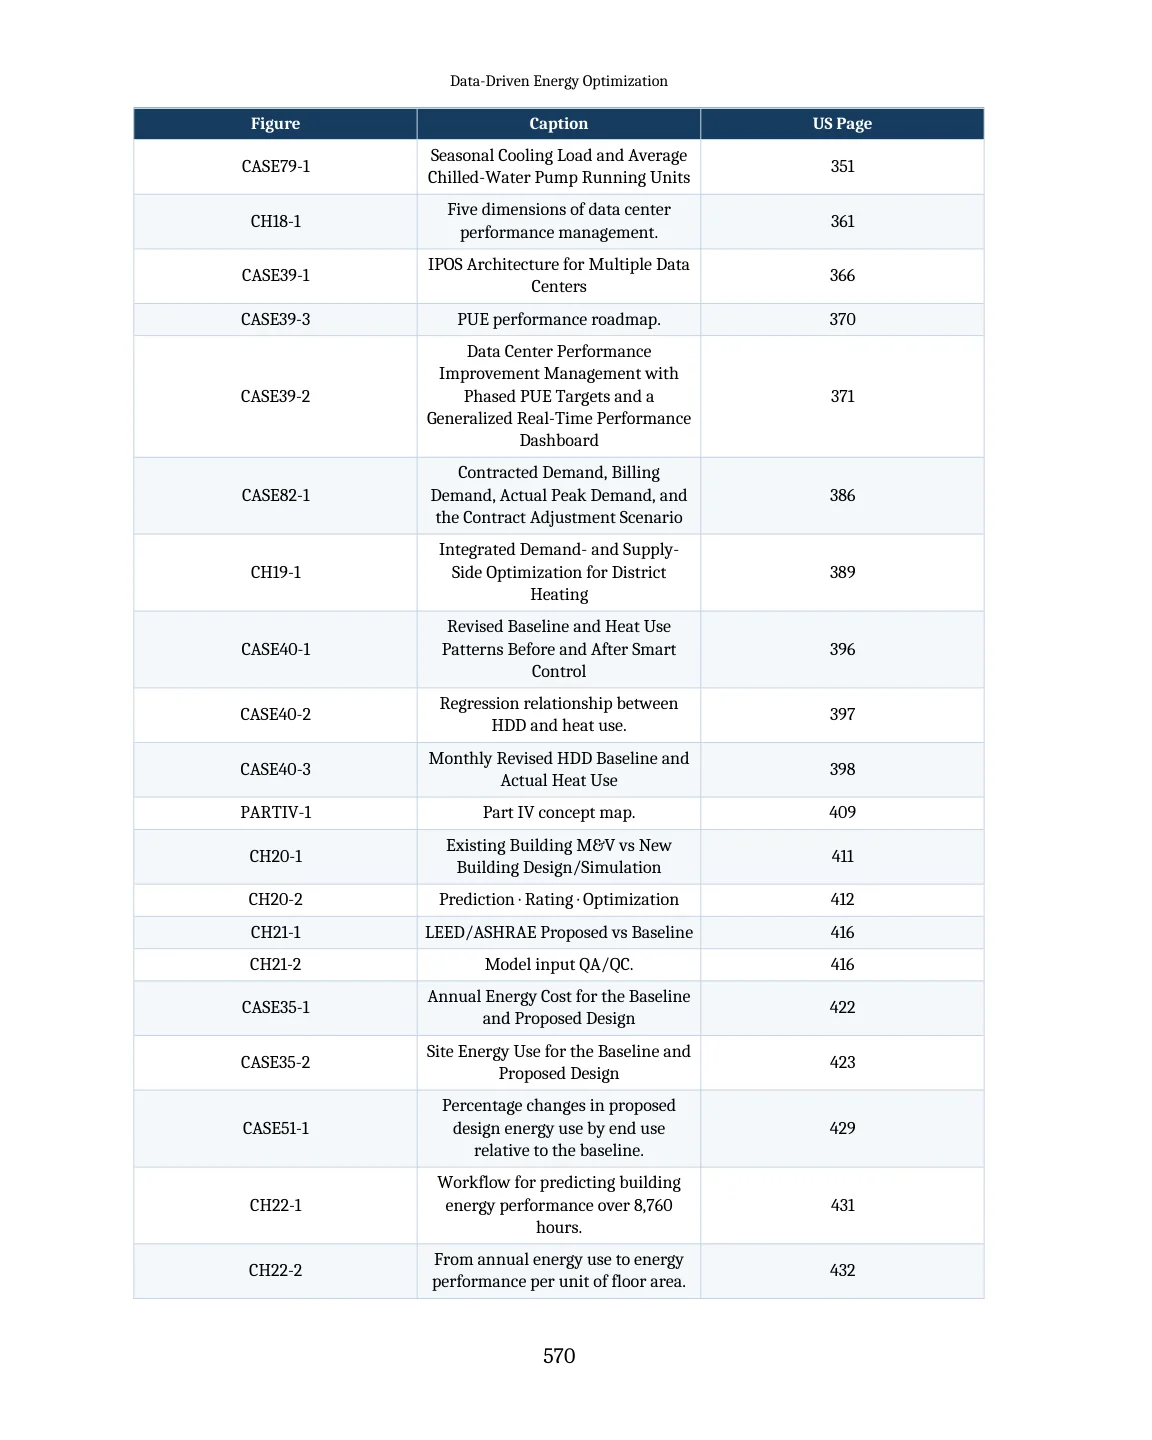 Data-Driven Energy Optimization
Figure Caption US Page
CASE79-1 Seasonal Cooling Load and Average
Chilled-Water Pump Running Units 351
CH18-1 Five dimensions of data center
performance management. 361
CASE39-1 IPOS Architecture for Multiple Data
Centers 366
CASE39-3 PUE performance roadmap. 370
CASE39-2 Data Center Performance
Improvement Management with
Phased PUE Targets and a
Generalized Real-Time Performance
Dashboard 371
CASE82-1 Contracted Demand, Billing
Demand, Actual Peak Demand, and
the Contract Adjustment Scenario 386
CH19-1 Integrated Demand- and Supply-
Side Optimization for District
Heating 389
CASE40-1 Revised Baseline and Heat Use
Patterns Before and After Smart
Control 396
CASE40-2 Regression relationship between
HDD and heat use. 397
CASE40-3 Monthly Revised HDD Baseline and
Actual Heat Use 398
PARTIV-1 Part IV concept map. 409
CH20-1 Existing Building M&V vs New
Building Design/Simulation 411
CH20-2 Prediction · Rating · Optimization 412
CH21-1 LEED/ASHRAE Proposed vs Baseline 416
CH21-2 Model input QA/QC. 416
CASE35-1 Annual Energy Cost for the Baseline
and Proposed Design 422
CASE35-2 Site Energy Use for the Baseline and
Proposed Design 423
CASE51-1 Percentage changes in proposed
design energy use by end use
relative to the baseline. 429
CH22-1 Workflow for predicting building
energy performance over 8,760
hours. 431
CH22-2 From annual energy use to energy
performance per unit of floor area. 432
570